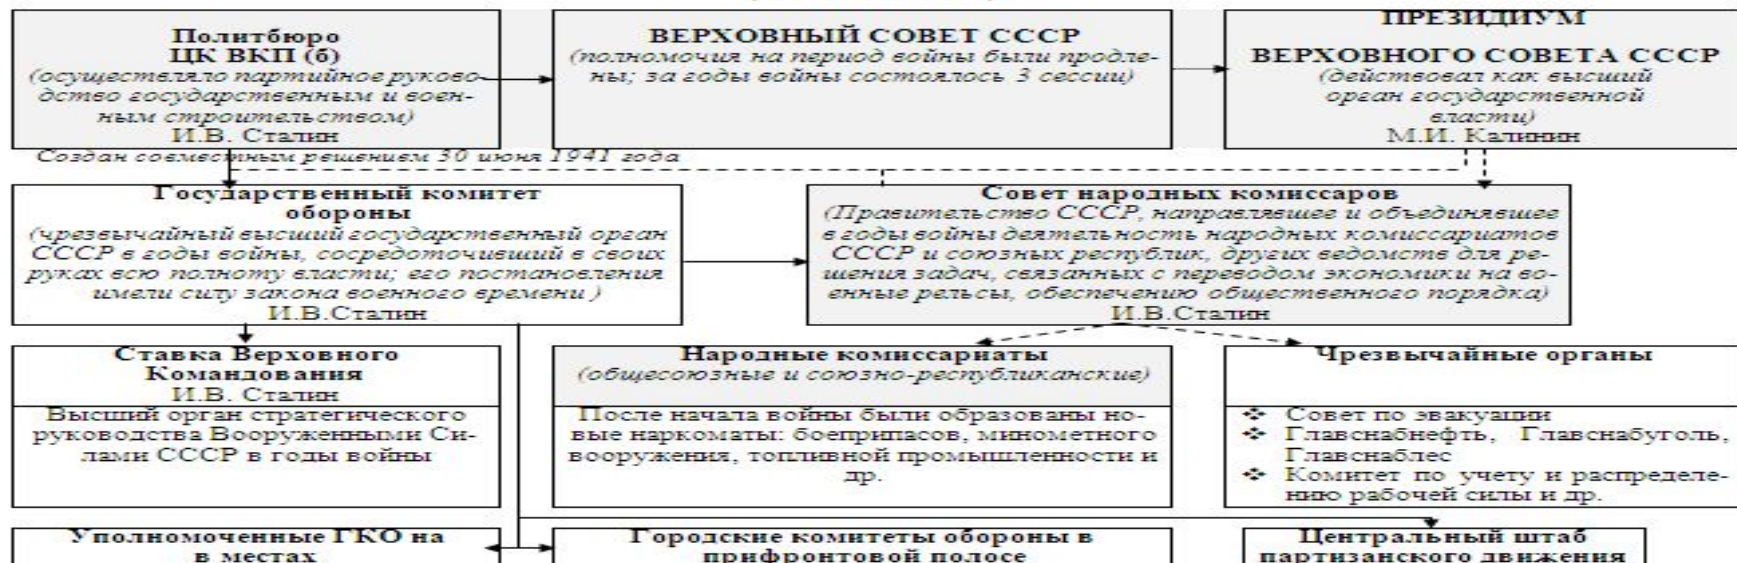 Политбюро
ЦК ВКП (б)
(осуществляло партийное руково-
дство государственным и воен-
ным строительством)
И.В. Сталин
ВЕРХОВНЫЙ СОВЕТ СССР
(полномочия на период войны были продле-
ны; за годы войны состоялось 3 сессии)
ПРЕЗИДИУМ
ВЕРХОВНОГО СОВЕТА СССР
(действовал как высший
орган государственной
власти)
М.И. Калинин
Создан совместным решением 30 июня 1941 года
Государственный комитет
обороны
(чрезвычайный высший государственный орган
СССР в годы войны, сосредоточивший в своих
руках всю полноту власти; его постановления
имели силу закона военного времени )
И.В.Сталин
Совет народных комиссаров
(Правительство СССР, направлявшее и объединявшее
в годы войны деятельность народных комиссариатов
СССР и союзных республик, других ведомств для ре-
шения задач, связанных с переводом экономики на во-
енные рельсы, обеспечению общественного порядка)
И.В.Сталин
Ставка Верховного
Командования
И.В. Сталин
Высший орган стратегического
руководства Вооруженными Си-
лами СССР в годы войны
Народные комиссариаты
(общесоюзные и союзно-республиканские)
После начала войны были образованы но-
вые наркоматы: боеприпасов, минометного
вооружения, топливной промышленности и
др.
Чрезвычайные органы
❖ Совет по эвакуации
❖ Главснабнефть, Главснабуголь,
Главснаблес
❖ Комитет по учету и распределе-
нию рабочей силы и др.
Уполномоченные ГКО на
в местах
Городские комитеты обороны в
прифронтовой полосе
Центральный штаб
партизанского движения